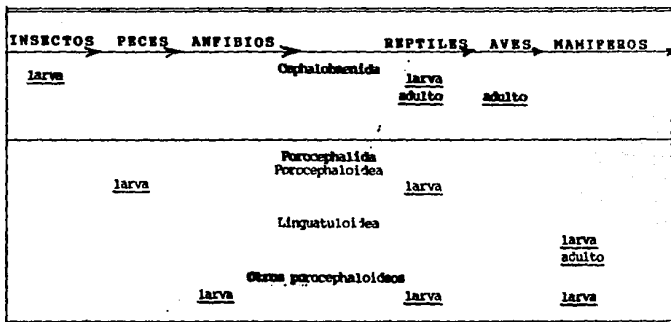 INSECTOS PECES ANFIBIOS REPTILES AVES MAMIFEROS
Cephalobaenida
larva larva
adulto adulto
Porocephalida
Porocephaloidea
larva larva
Linguatuloidea
larva
adulto
Otros porocephaloideos
larva larva larva